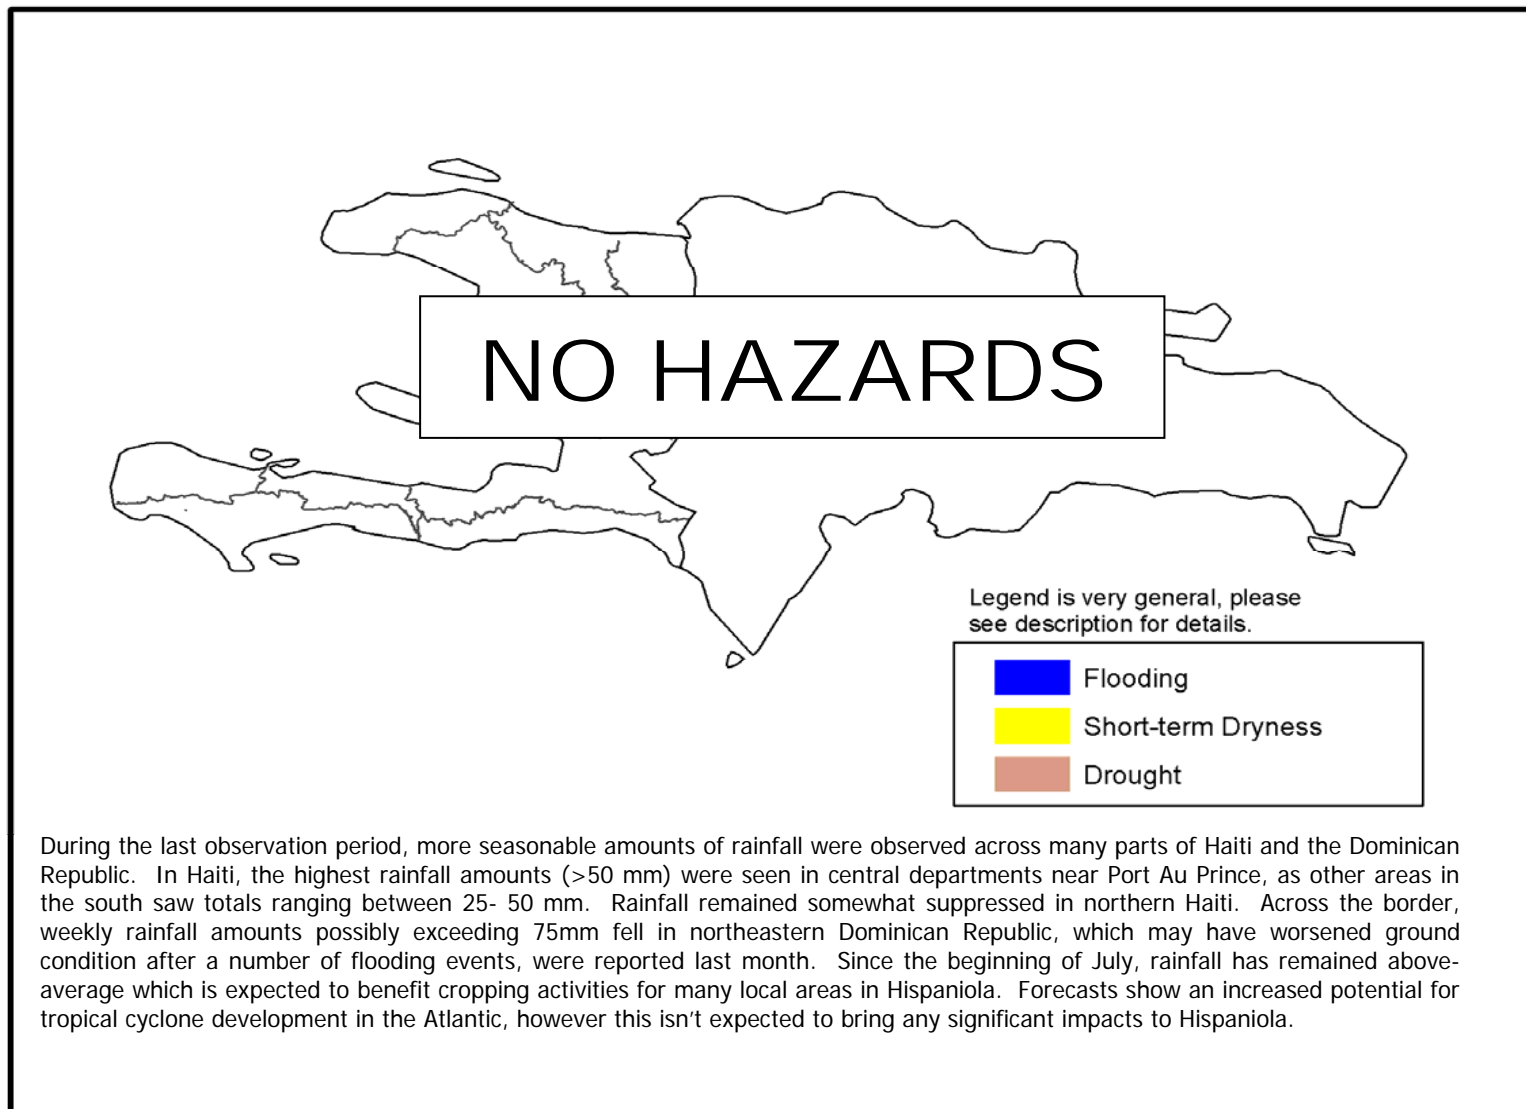 NO HAZARDS
Legend is very general, please
see description for details.
Flooding
Short-term Dryness
Drought
During the last observation period, more seasonable amounts of rainfall were observed across many parts of Haiti and the Dominican
Republic.  In Haiti, the highest rainfall amounts (>50 mm) were seen in central departments near Port Au Prince, as other areas in
the south saw totals ranging between 25- 50 mm.  Rainfall remained somewhat suppressed in northern Haiti.  Across the border,
weekly rainfall amounts possibly exceeding 75mm fell in northeastern Dominican Republic, which may have worsened ground
condition after a number of flooding events, were reported last month.  Since the beginning of July, rainfall has remained above-
average which is expected to benefit cropping activities for many local areas in Hispaniola.  Forecasts show an increased potential for
tropical cyclone development in the Atlantic, however this isn't expected to bring any significant impacts to Hispaniola.